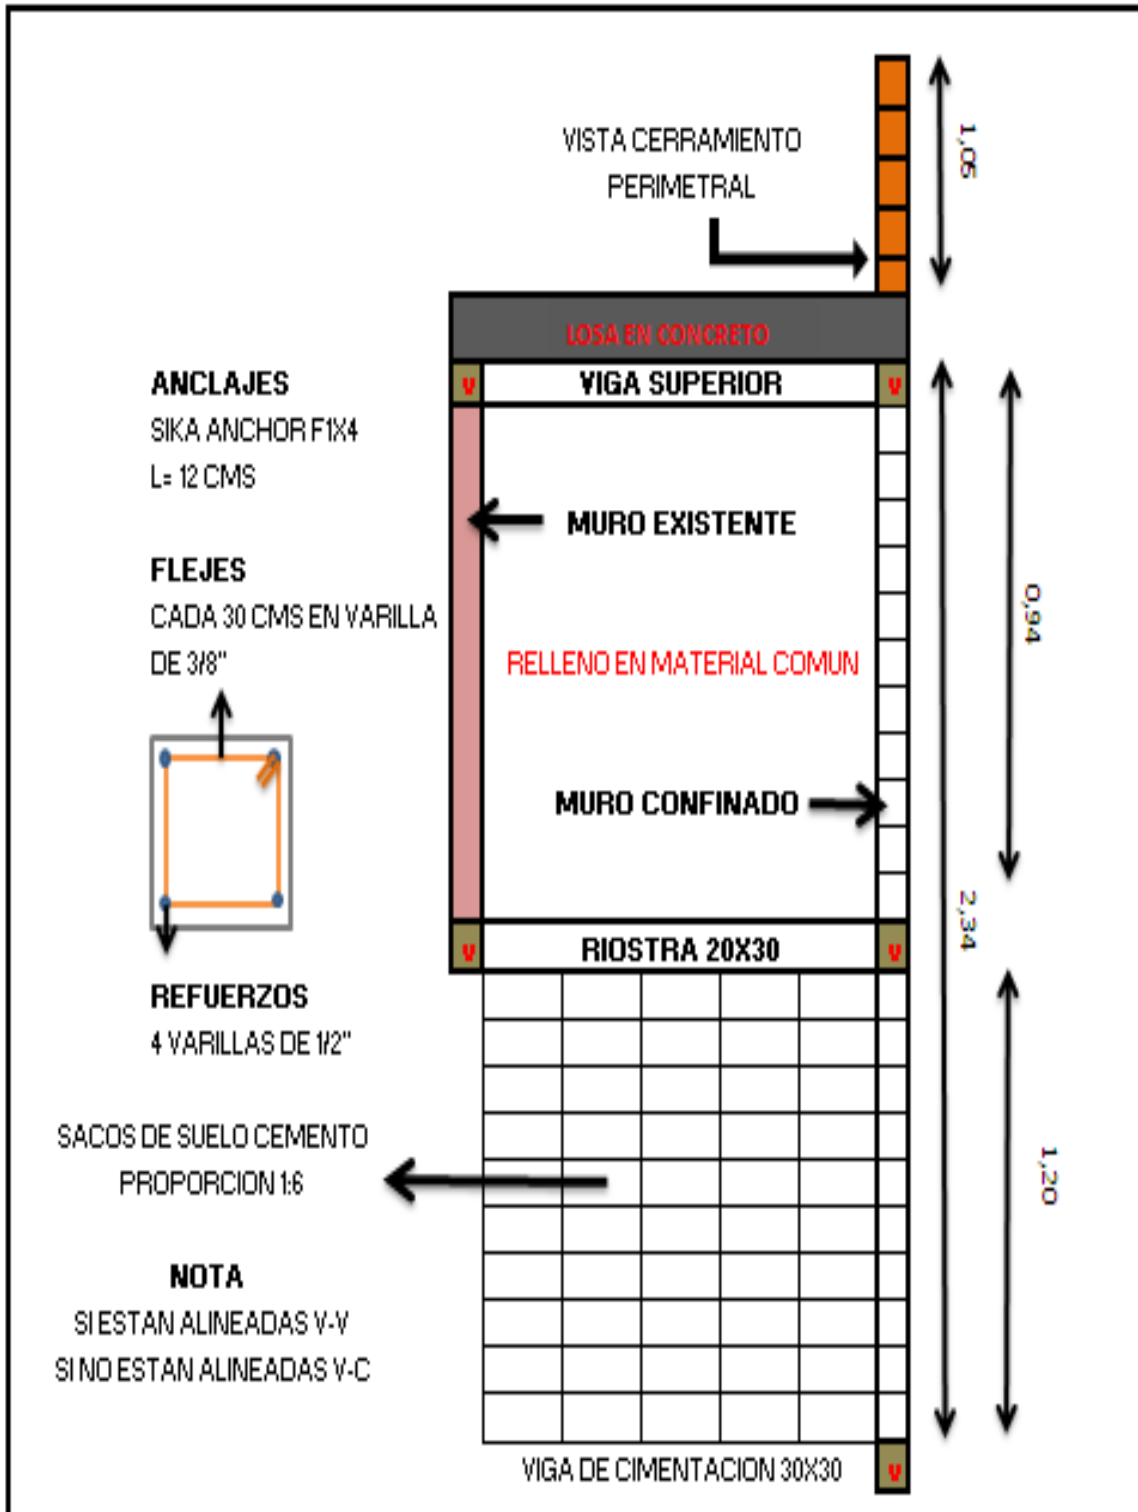 VISTA CERRAMIENTO
PERIMETRAL
1,05
LOSA EN CONCRETO
V
VIGA SUPERIOR
V
ANCLAJES
SIKA ANCHOR F1X4
L= 12 CMS
MURO EXISTENTE
FLEJES
CADA 30 CMS EN VARILLA
DE 3/8"
0,94
RELLENO EN MATERIAL COMUN
MURO CONFINADO
2,34
V
RIOSTRA 20X30
V
REFUERZOS
4 VARILLAS DE 1/2"
SACOS DE SUELO CEMENTO
PROPORCION 1:6
1,20
NOTA
SI ESTAN ALINEADAS V-V
SI NO ESTAN ALINEADAS V-C
VIGA DE CIMENTACION 30X30
V